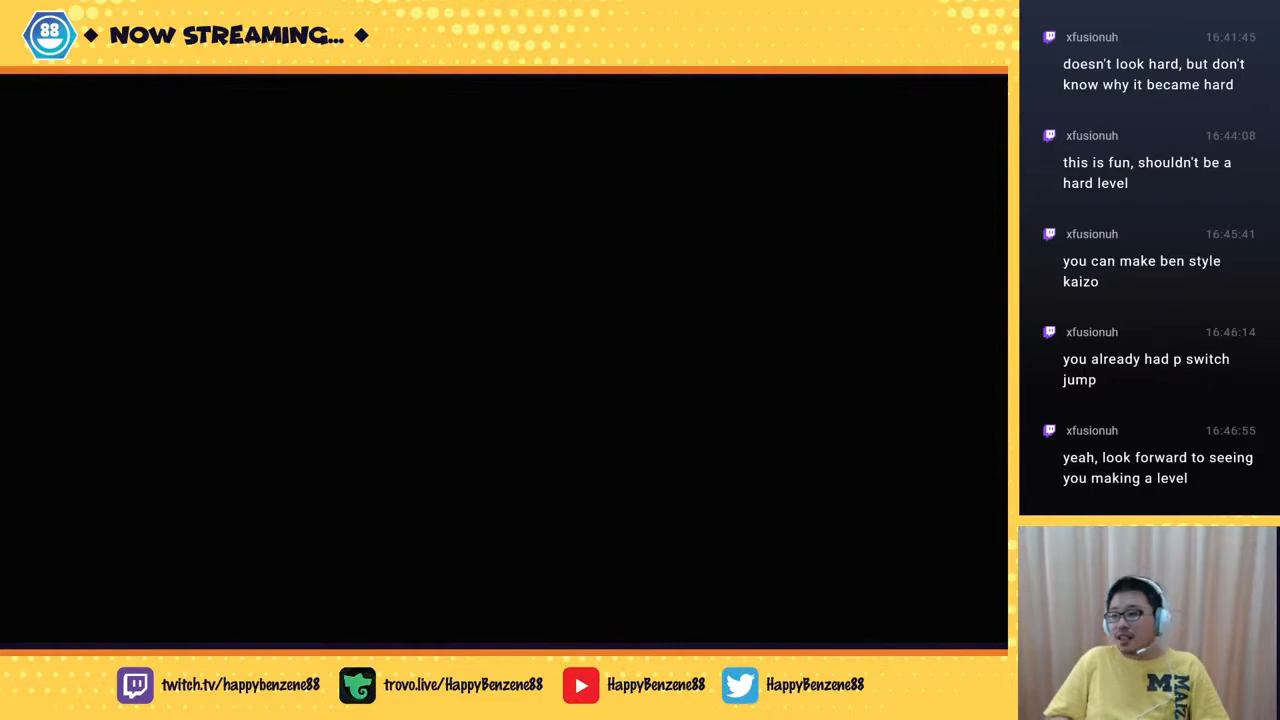 88
NOW STREAMING...
xfusionuh 16:41:45
doesn't look hard, but don't
know why it became hard
xfusionuh 16:44:08
this is fun, shouldn't be a
hard level
xfusionuh 16:45:41
you can make ben style
kaizo
xfusionuh 16:46:14
you already had p switch
jump
xfusionuh 16:46:55
yeah, look forward to seeing
you making a level
twitch.tv/happybenzene88
trovo.live/HappyBenzene88
HappyBenzene88
HappyBenzene88
M
MAIZE